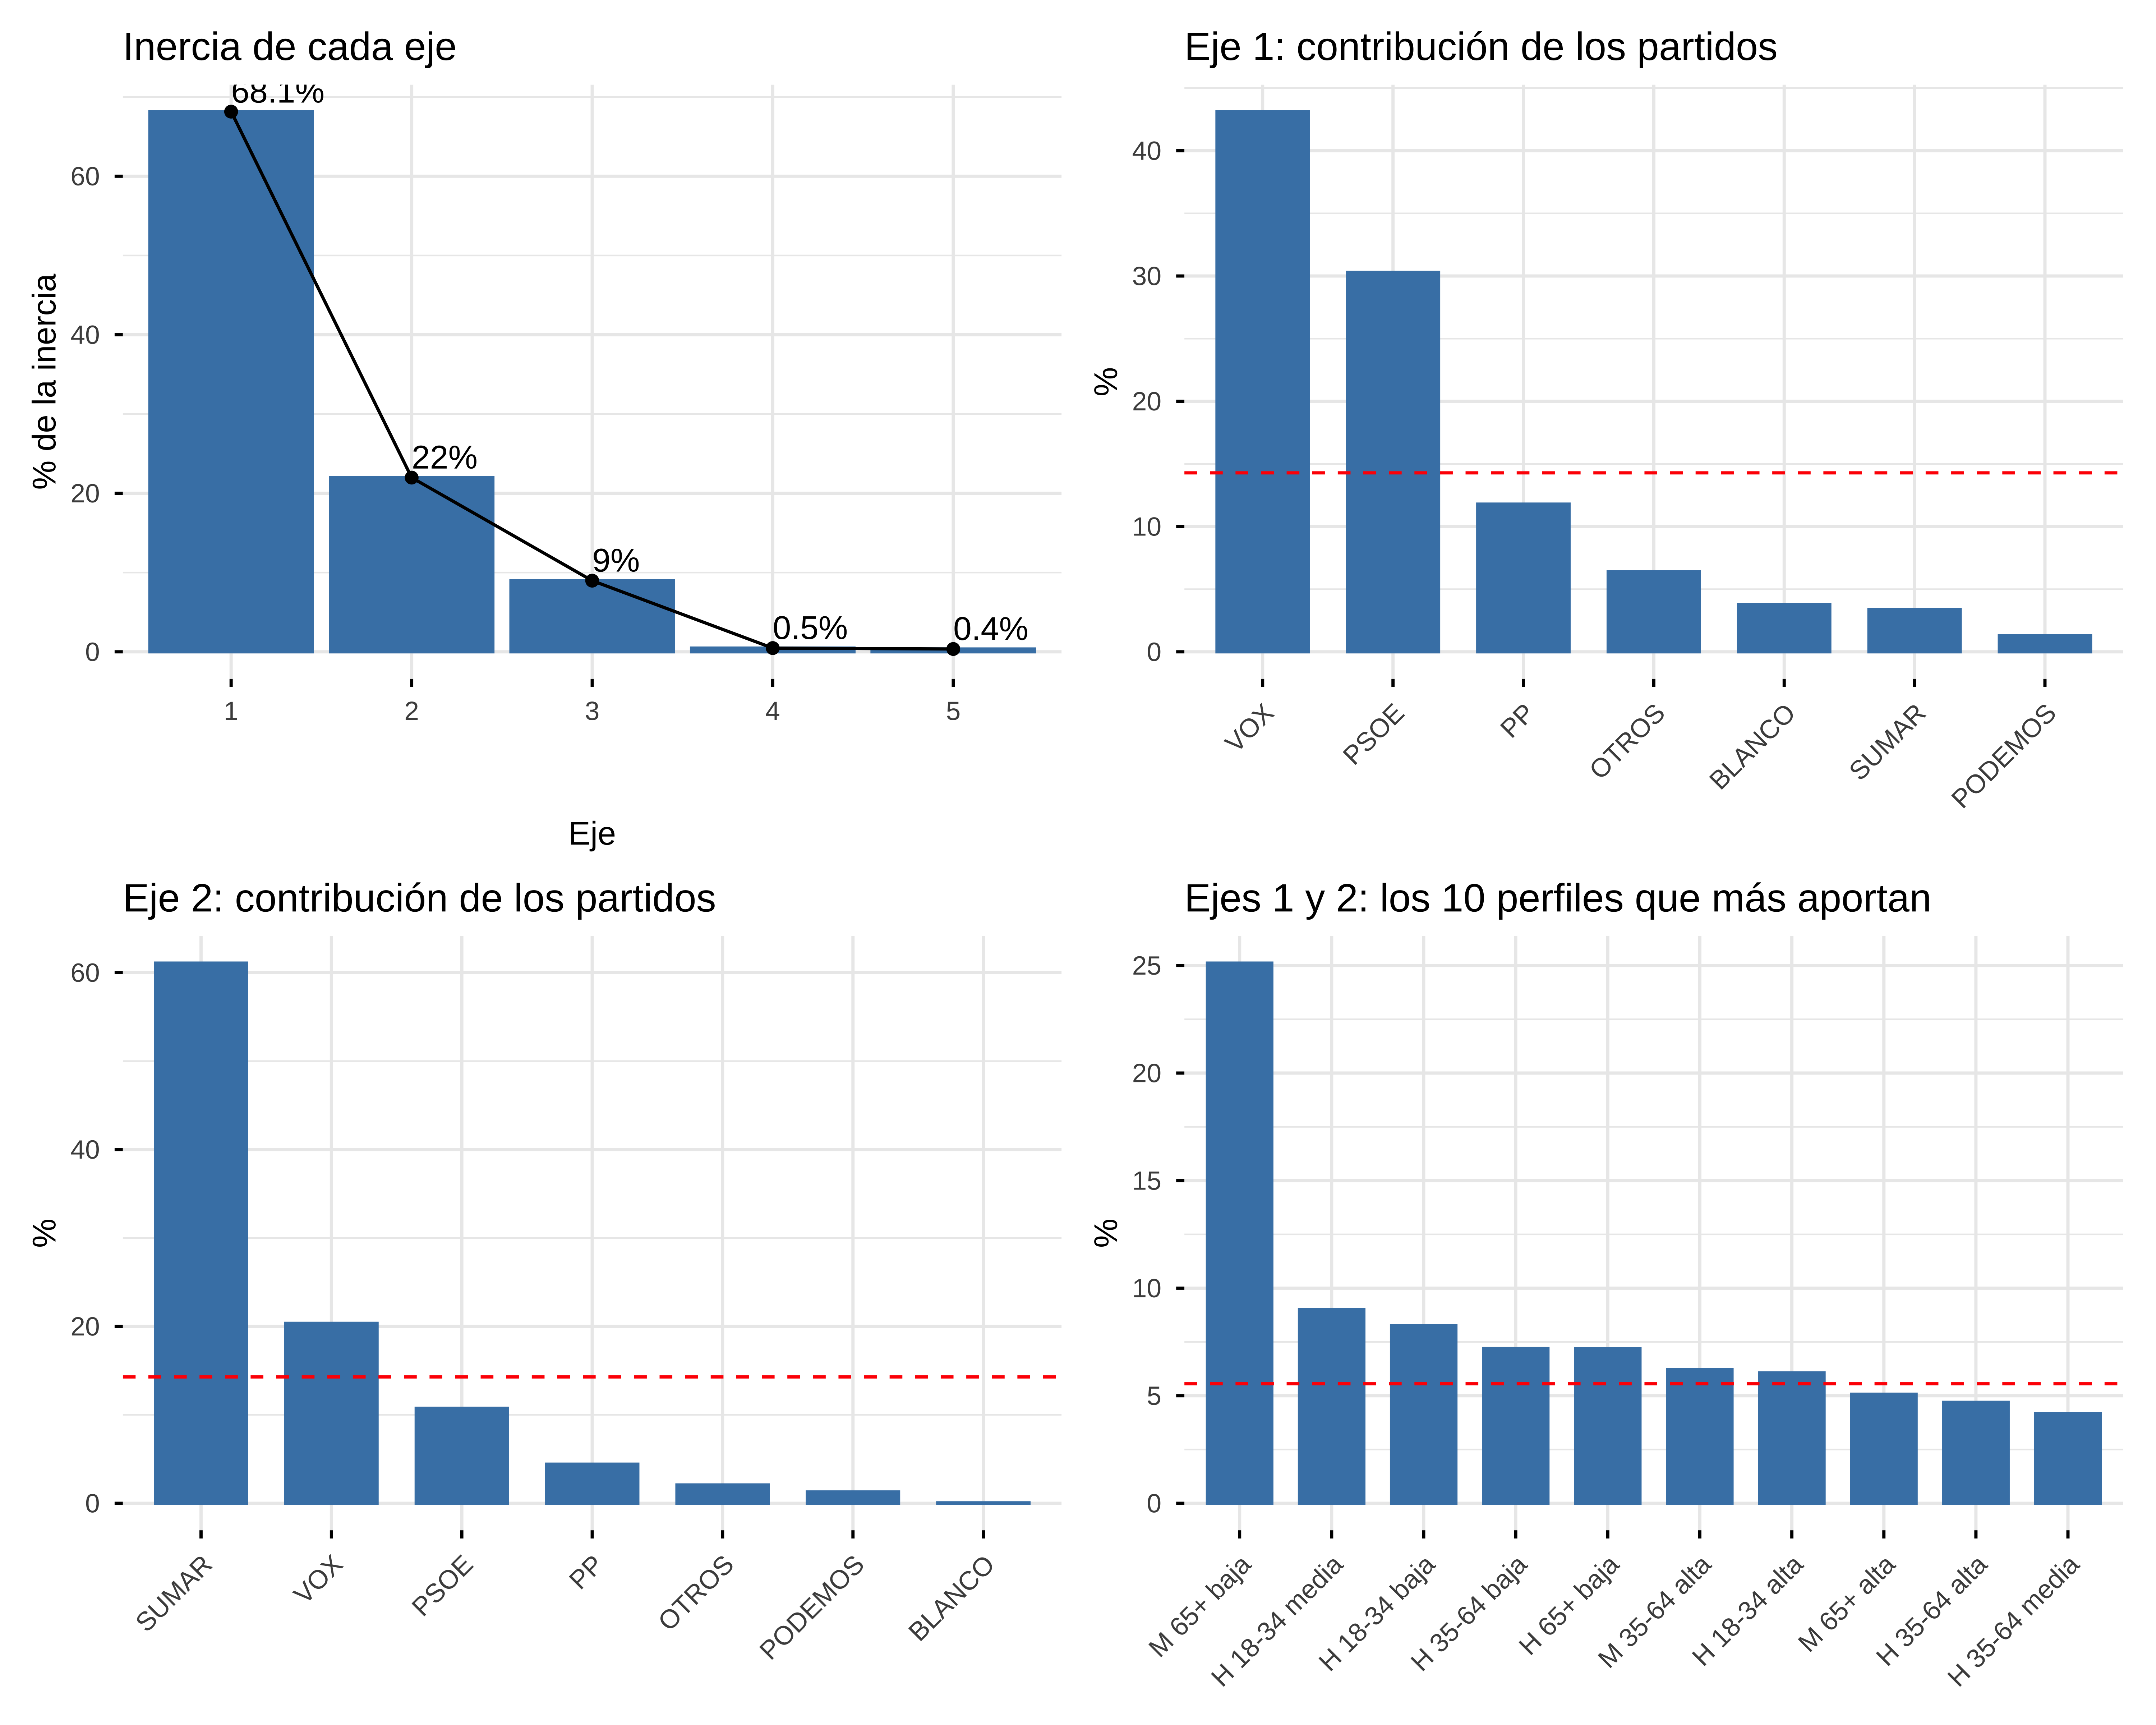 Inercia de cada eje
% de la inercia
68.1%
22%
9%
0.5%
0.4%
60
40
20
0
1 2 3 4 5
Eje
Eje 1: contribución de los partidos
%
40
30
20
10
0
VOX PSOE PP OTROS BLANCO SUMAR PODEMOS
Eje 2: contribución de los partidos
%
60
40
20
0
SUMAR VOX PSOE PP OTROS PODEMOS BLANCO
Ejes 1 y 2: los 10 perfiles que más aportan
%
25
20
15
10
5
0
M 65+ baja
H 18-34 media
H 18-34 baja
H 35-64 baja
H 65+ baja
M 35-64 alta
H 18-34 alta
M 65+ alta
H 35-64 alta
H 35-64 media